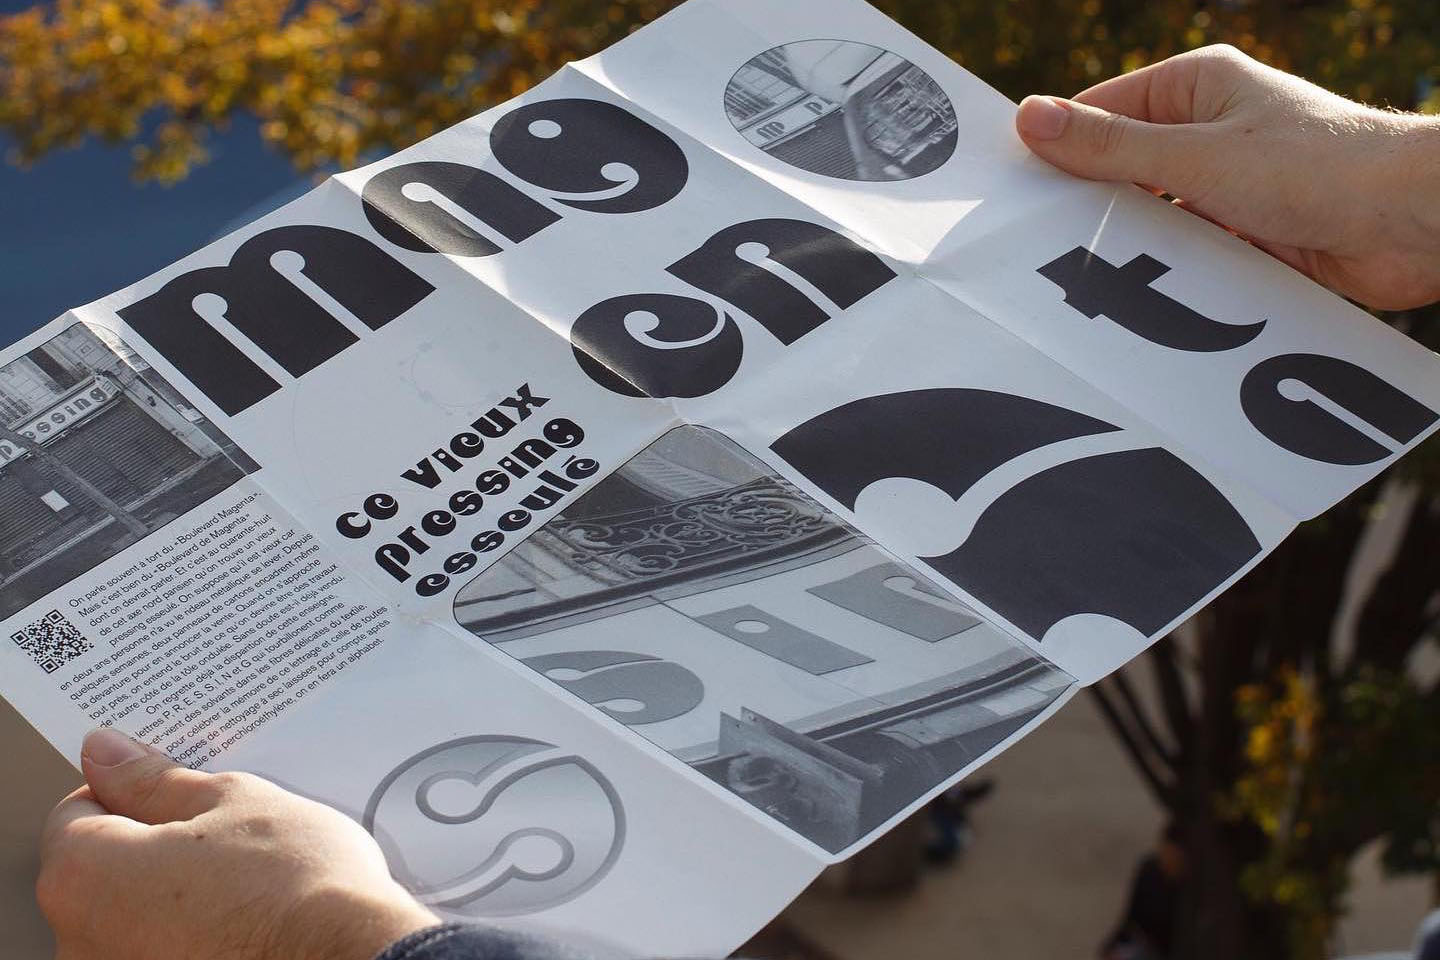 mag
en
ta
pressing
ce vieux
pressing
esseulé
On parle souvent à tort du «Boulevard Magenta».
Mais c'est bien du «Boulevard de Magenta»
dont on devrait parler. Et c'est au quarante-huit
de cet axe nord parisien qu'on trouve un vieux
pressing esseulé. On suppose qu'il est vieux car
en deux ans personne n'a vu le rideau métallique se lever. Depuis
quelques semaines, deux panneaux de cartons encadrent même
la devanture pour en annoncer la vente. Quand on s'approche
tout près, on entend le bruit de ce qu'on devine être des travaux
de l'autre côté de la tôle ondulée. Sans doute est-il déjà vendu.
On regrette déjà la disparition de cette enseigne,
lettres P, R, E, S, S, I, N et G qui tourbillonnent comme
et-vient des solvants dans les fibres délicates du textile.
pour célébrer la mémoire de ce lettrage et celle de toutes
hoppes de nettoyage à sec laissées pour compte après
dale du perchloroéthylène, on en fera un alphabet.
S
sin